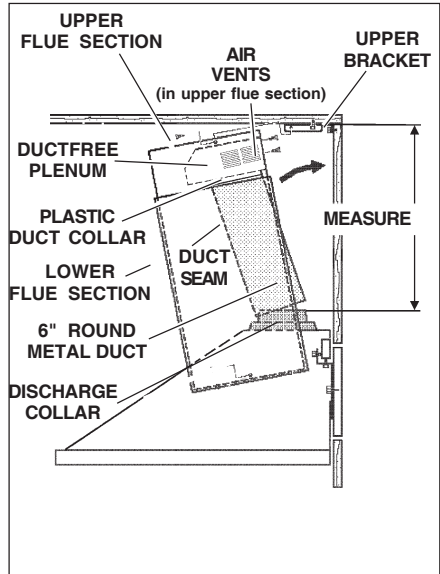 UPPER
FLUE SECTION
AIR
VENTS
(in upper flue section)
UPPER
BRACKET
DUCTFREE
PLENUM
PLASTIC
DUCT COLLAR
DUCT
SEAM
MEASURE
LOWER
FLUE SECTION
6" ROUND
METAL DUCT
DISCHARGE
COLLAR